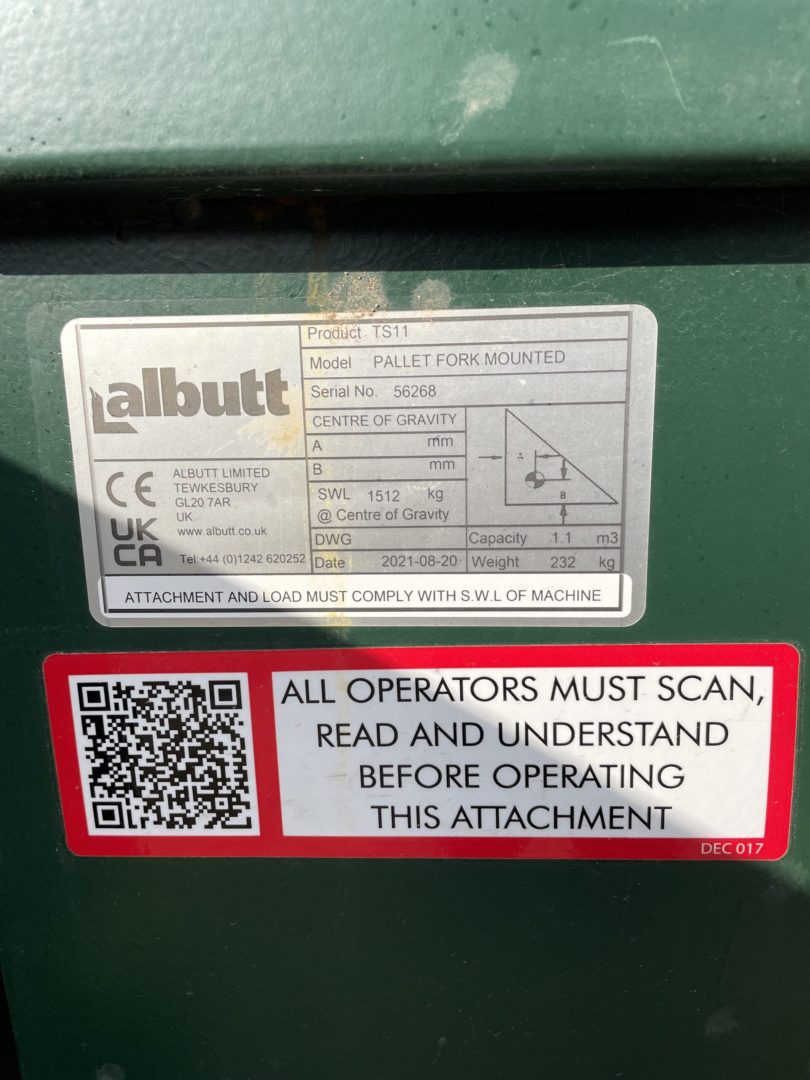 albutt
CE
UK
CA
ALBUTT LIMITED
TEWKESBURY
GL20 7AR
UK
www.albutt.co.uk
Tel:+44 (0)1242 620252
Product TS11
Model PALLET FORK MOUNTED
Serial No. 56268
CENTRE OF GRAVITY
A mm
B mm
SWL 1512 kg
@ Centre of Gravity
A
B
DWG Capacity 1.1 m3
Date 2021-08-20 Weight 232 kg
ATTACHMENT AND LOAD MUST COMPLY WITH S.W.L OF MACHINE
ALL OPERATORS MUST SCAN,
READ AND UNDERSTAND
BEFORE OPERATING
THIS ATTACHMENT
DEC 017